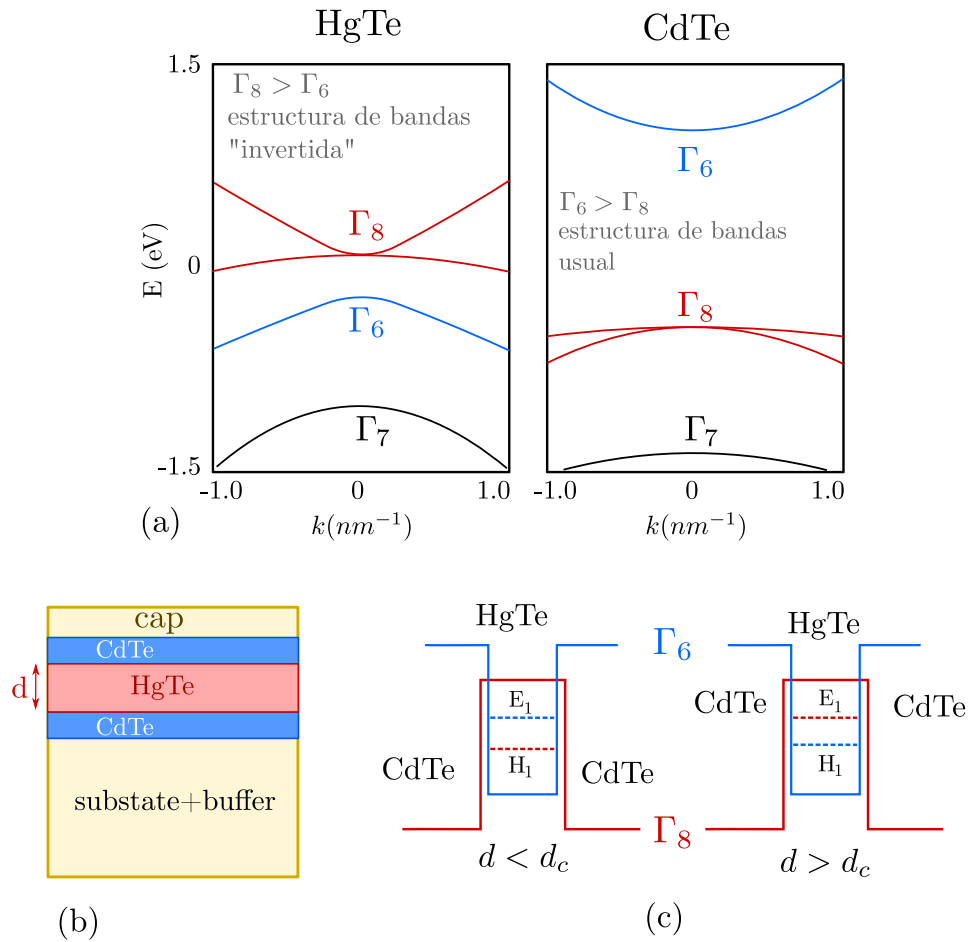 HgTe
CdTe
1.5
0
-1.5
E (eV)
Γ₈ > Γ₆
estructura de bandas
"invertida"
Γ₈
Γ₆
Γ₇
-1.0
0
1.0
k(nm⁻¹)
Γ₆
Γ₆ > Γ₈
estructura de bandas
usual
Γ₈
Γ₇
-1.0
0
1.0
k(nm⁻¹)
(a)
cap
CdTe
d
HgTe
CdTe
substate+buffer
(b)
HgTe
Γ₆
HgTe
E₁
H₁
CdTe
CdTe
CdTe
E₁
H₁
CdTe
Γ₈
d < d_c
d > d_c
(c)